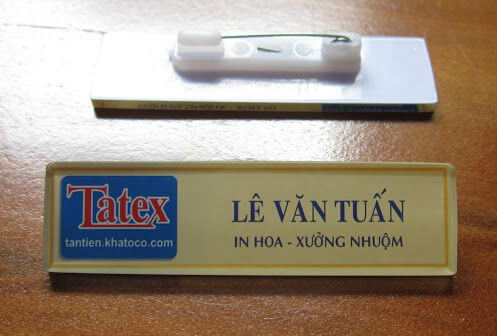 Tatex
tantien.khatoco.com
LÊ VĂN TUẤN
IN HOA - XƯỞNG NHUỘM